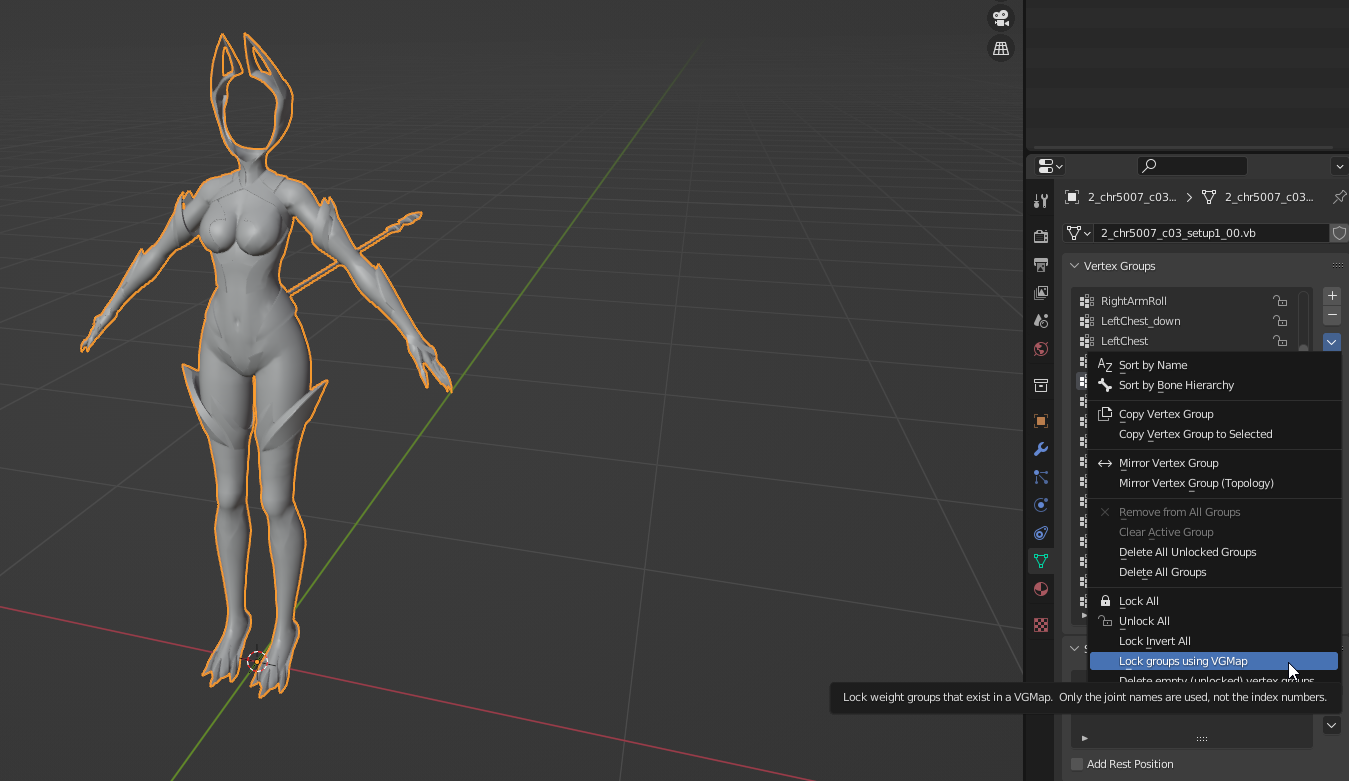 2_chr5007_c03...
2_chr5007_c03...
2_chr5007_c03_setup1_00.vb
Vertex Groups
RightArmRoll
LeftChest_down
LeftChest
Sort by Name
Sort by Bone Hierarchy
Copy Vertex Group
Copy Vertex Group to Selected
Mirror Vertex Group
Mirror Vertex Group (Topology)
Remove from All Groups
Clear Active Group
Delete All Unlocked Groups
Delete All Groups
Lock All
Unlock All
Lock Invert All
Lock groups using VGMap
Delete empty (unlocked) vertex groups
Lock weight groups that exist in a VGMap. Only the joint names are used, not the index numbers.
Add Rest Position